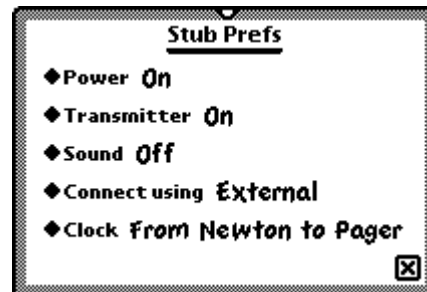 Stub Prefs
◆Power On
◆Transmitter On
◆Sound Off
◆Connect using External
◆Clock From Newton to Pager